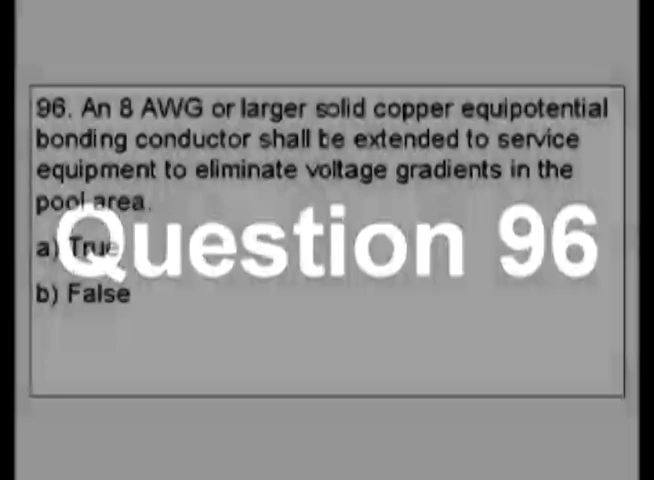 96. An 8 AWG or larger solid copper equipotential
bonding conductor shall be extended to service
equipment to eliminate voltage gradients in the
pool area.
a) True
Question 96
b) False